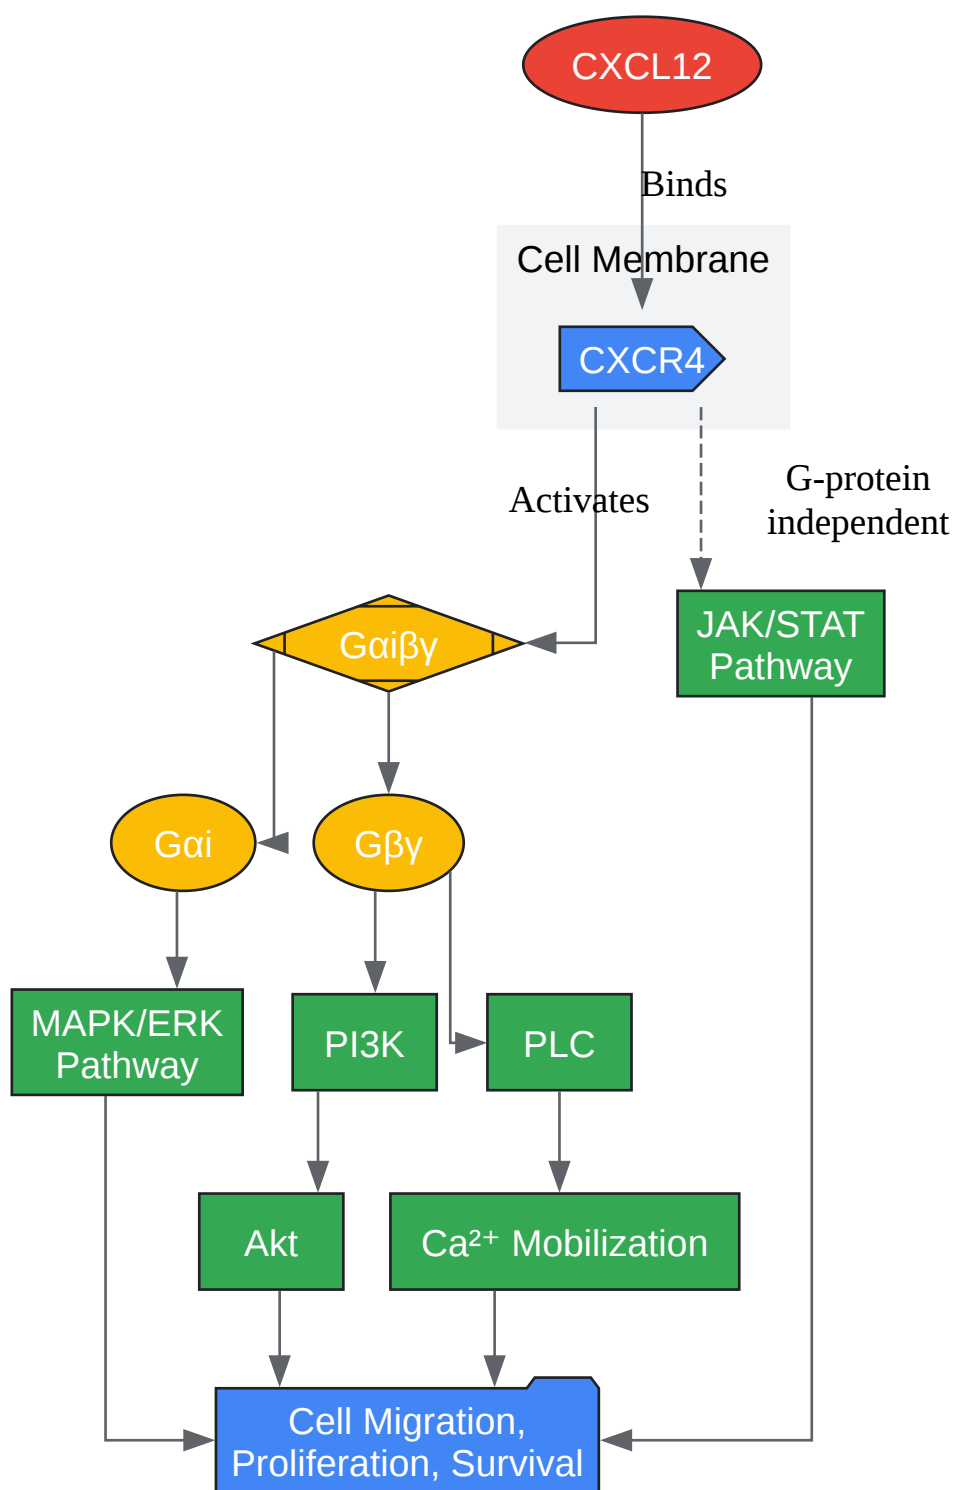 CXCL12
Binds
Cell Membrane
CXCR4
Activates
G-protein
independent
Gαiβγ
JAK/STAT
Pathway
Gαi
Gβγ
MAPK/ERK
Pathway
PI3K
PLC
Akt
Ca²⁺ Mobilization
Cell Migration,
Proliferation, Survival